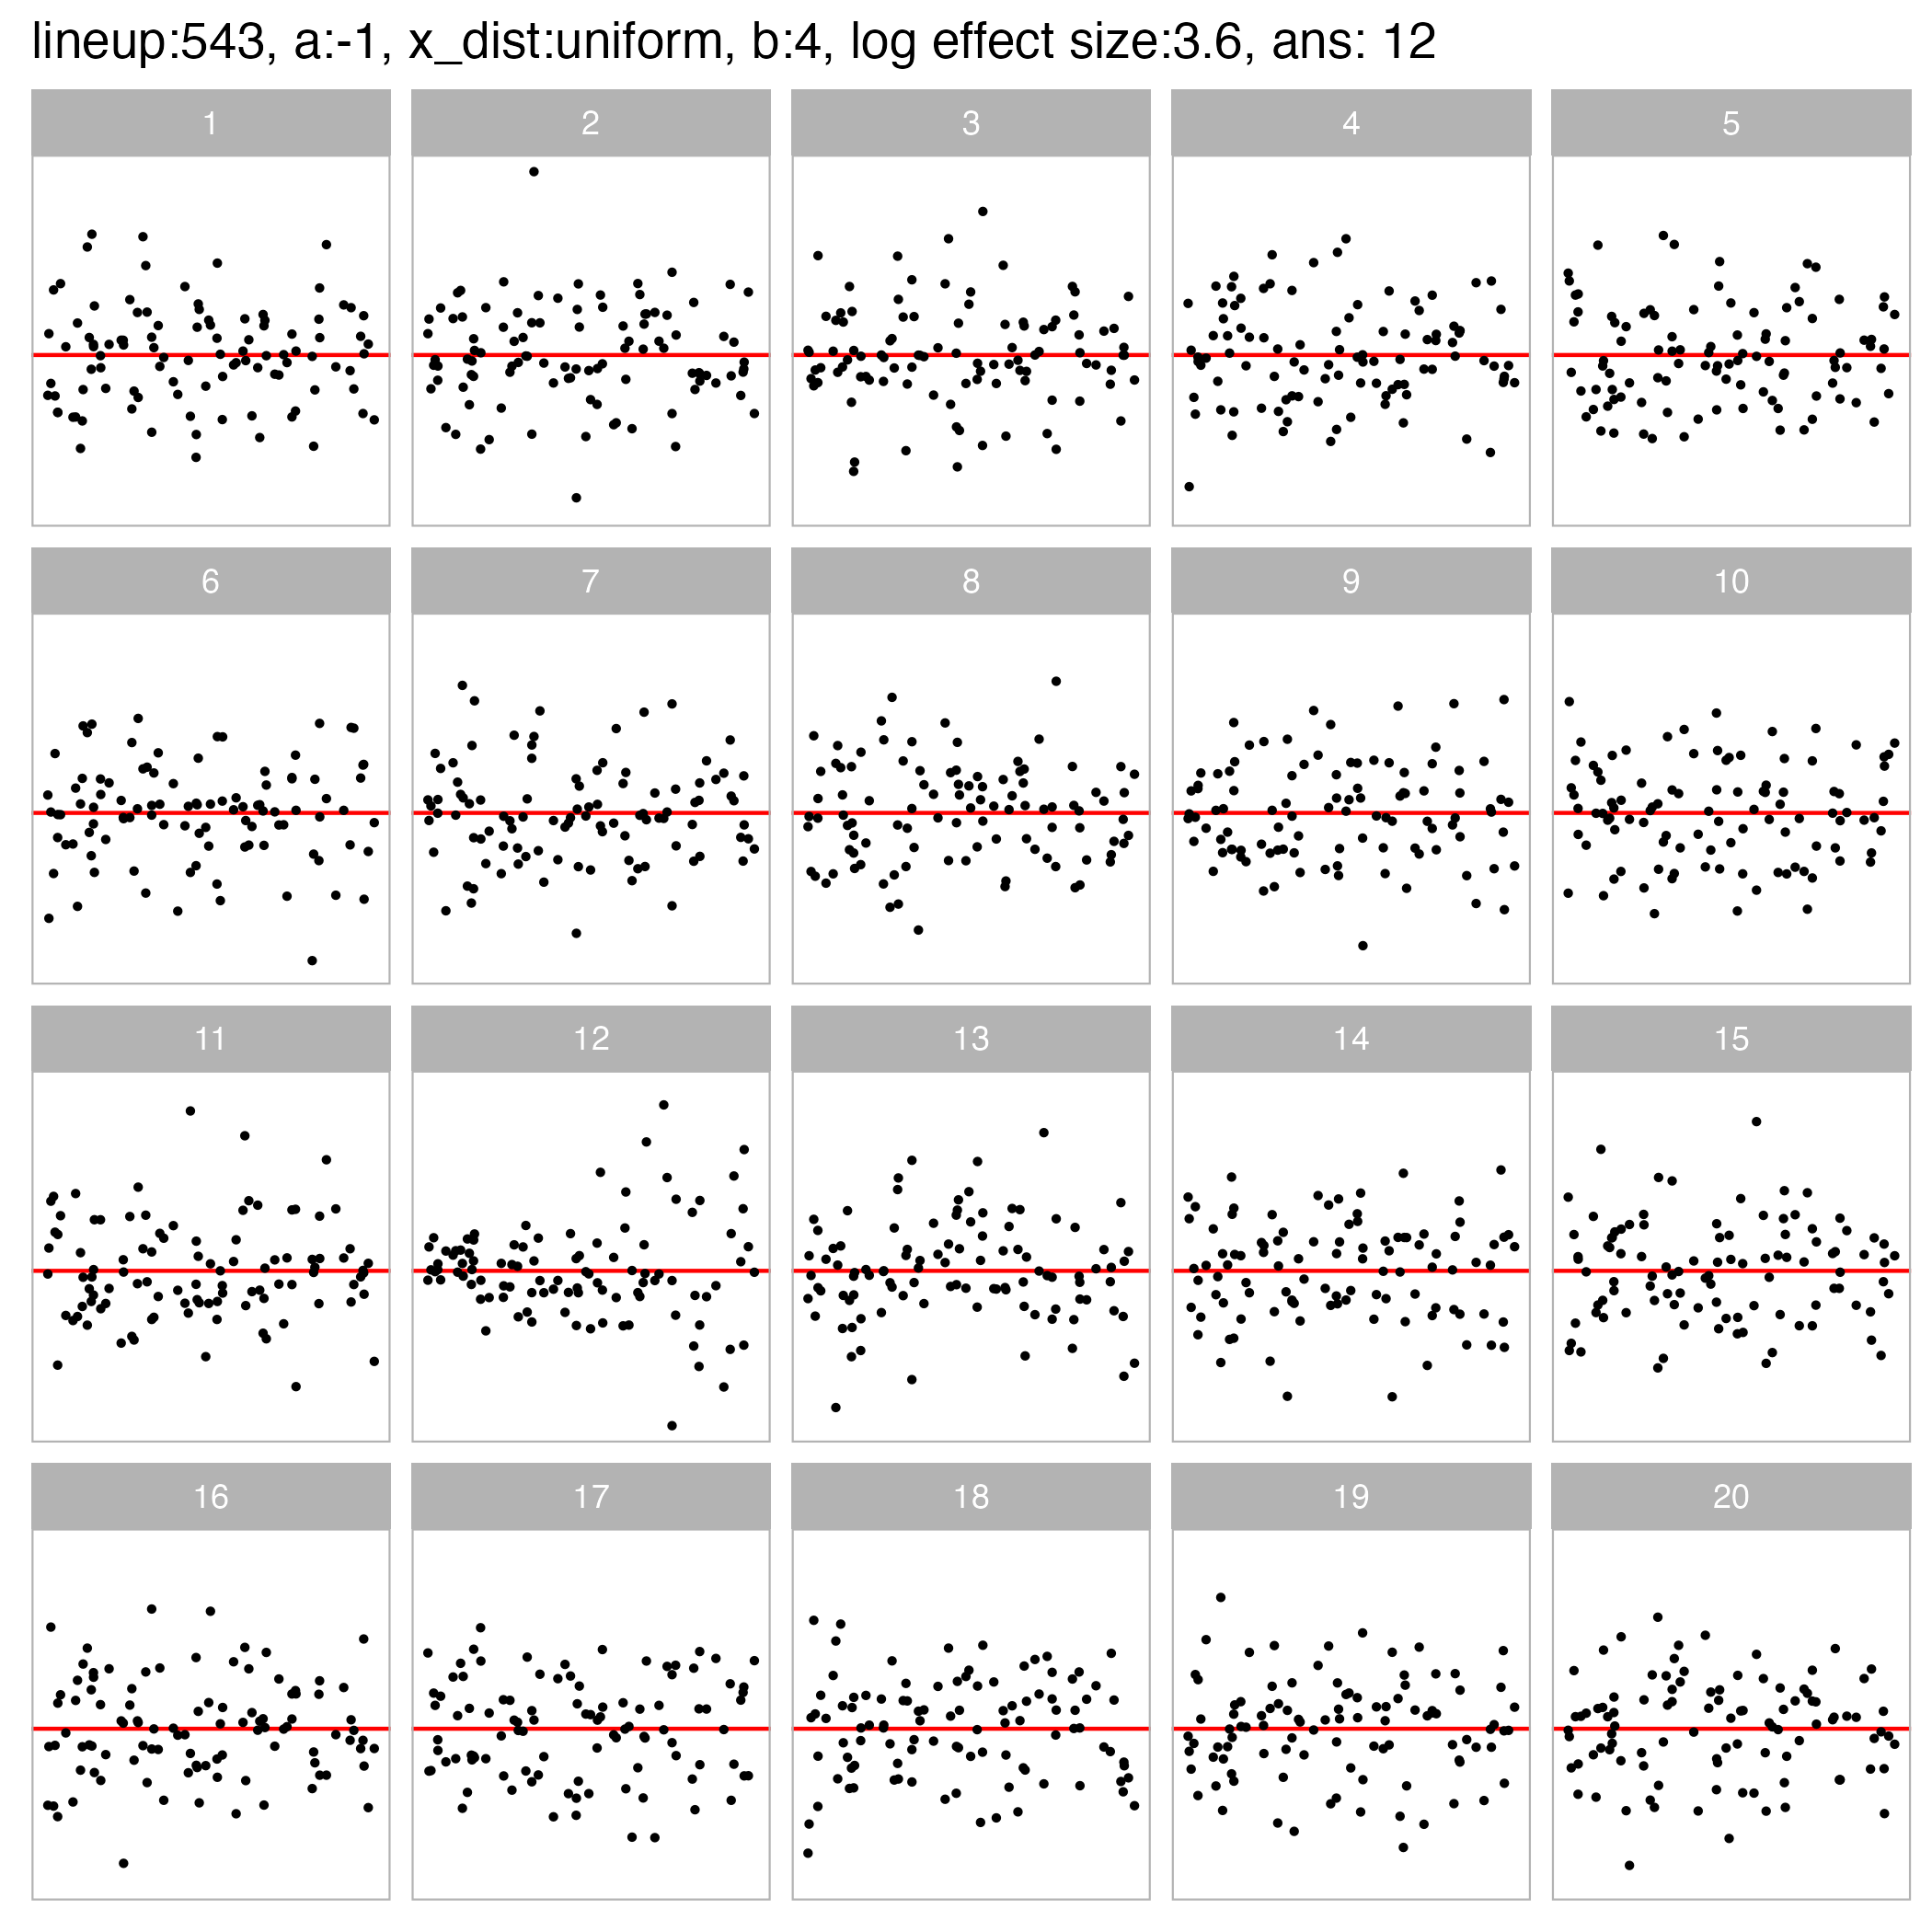 lineup:543, a:-1, x_dist:uniform, b:4, log effect size:3.6, ans: 12
1 2 3 4 5
6 7 8 9 10
11 12 13 14 15
16 17 18 19 20